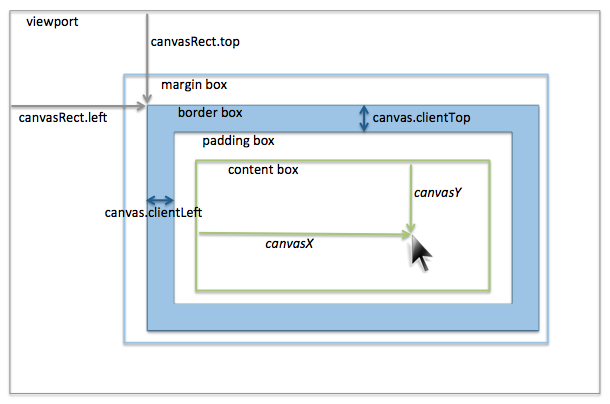 viewport
canvasRect.top
margin box
canvasRect.left
border box
canvas.clientTop
padding box
content box
canvasY
canvas.clientLeft
canvasX